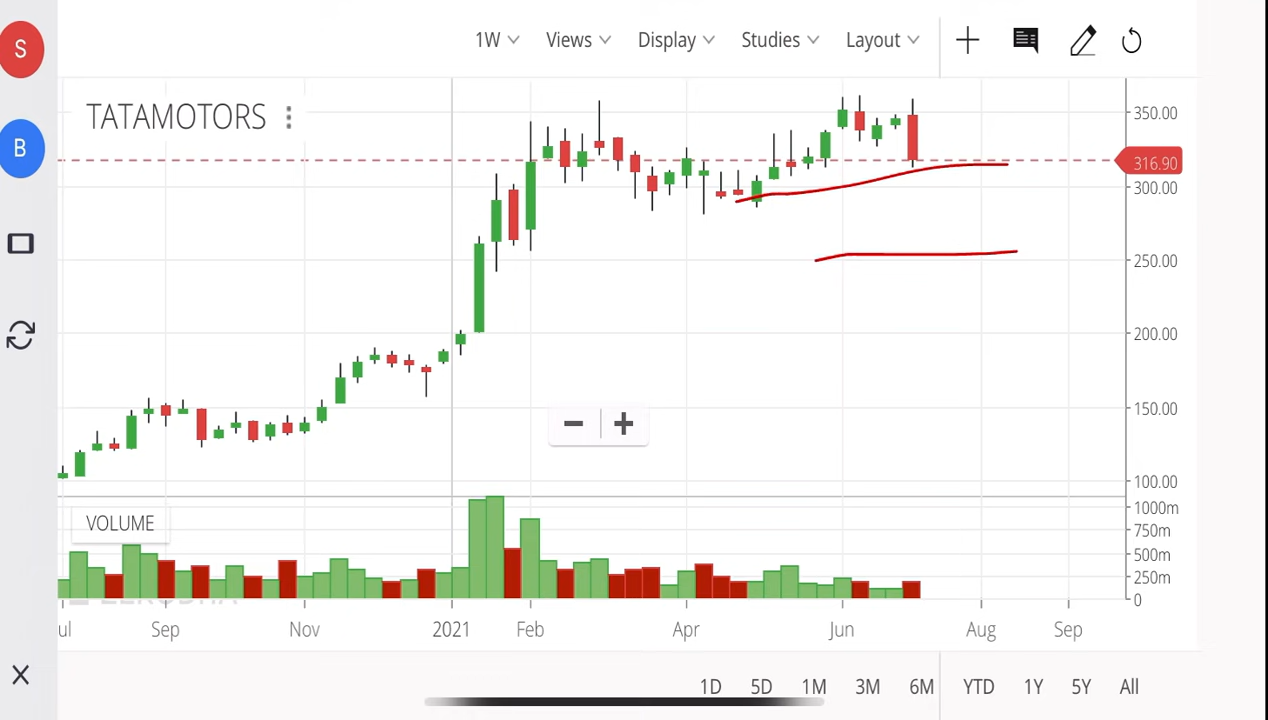 S
1W Views Display Studies Layout
B
TATAMOTORS
350.00
316.90
300.00
250.00
200.00
150.00
100.00
VOLUME
1000m
750m
500m
250m
0
Sep Nov 2021 Feb Apr Jun Aug Sep
1D 5D 1M 3M 6M YTD 1Y 5Y All